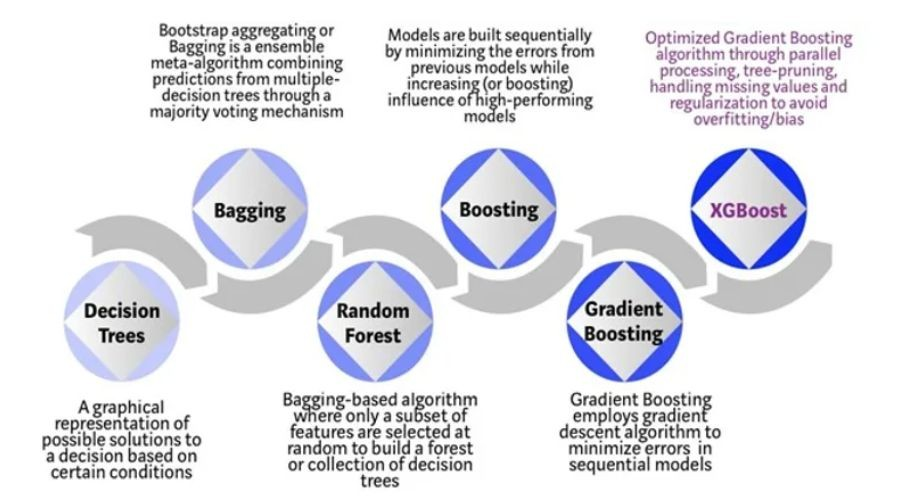 Bootstrap aggregating or
Bagging is a ensemble
meta-algorithm combining
predictions from multiple-
decision trees through a
majority voting mechanism
Models are built sequentially
by minimizing the errors from
previous models while
increasing (or boosting)
influence of high-performing
models
Optimized Gradient Boosting
algorithm through parallel
processing, tree-pruning,
handling missing values and
regularization to avoid
overfitting/bias
Bagging
Boosting
XGBoost
Decision
Trees
Random
Forest
Gradient
Boosting
A graphical
representation of
possible solutions to
a decision based on
certain conditions
Bagging-based algorithm
where only a subset of
features are selected at
random to build a forest
or collection of decision
trees
Gradient Boosting
employs gradient
descent algorithm to
minimize errors in
sequential models